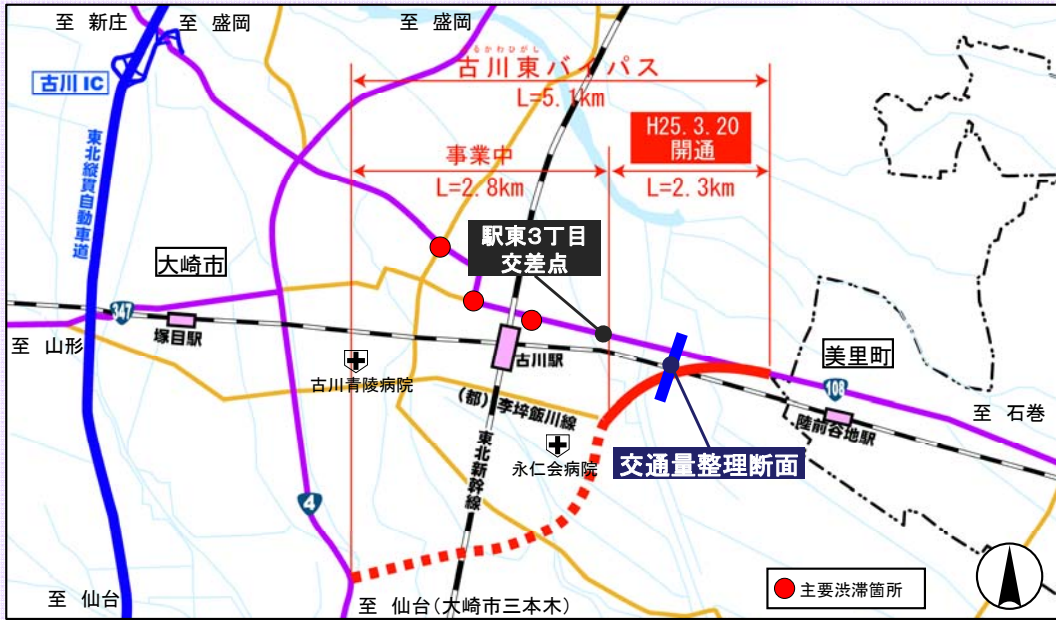 至 新庄
至 盛岡
至 盛岡
るかわひがし
古川東バイパス
L=5.1km
古川IC
東北縦貫自動車道
H25.3.20
開通
事業中
L=2.8km
L=2.3km
駅東3丁目
交差点
大崎市
347
塚目駅
至 山形
古川駅
美里町
古川青陵病院
108
至 石巻
陸前谷地駅
(都)李埣飯川線
東北新幹線
永仁会病院
交通量整理断面
4
至 仙台
至 仙台(大崎市三本木)
主要渋滞箇所